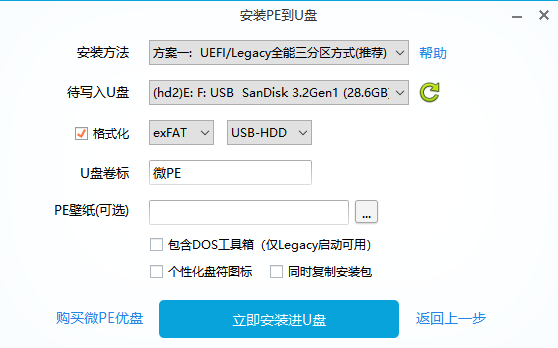 安装PE到U盘
安装方法 方案一: UEFI/Legacy全能三分区方式(推荐) 帮助
待写入U盘 (hd2)E: F: USB SanDisk 3.2Gen1 (28.6GB)
格式化 exFAT USB-HDD
U盘卷标 微PE
PE壁纸(可选) ...
包含DOS工具箱（仅Legacy启动可用）
个性化盘符图标 同时复制安装包
购买微PE优盘 立即安装进U盘 返回上一步